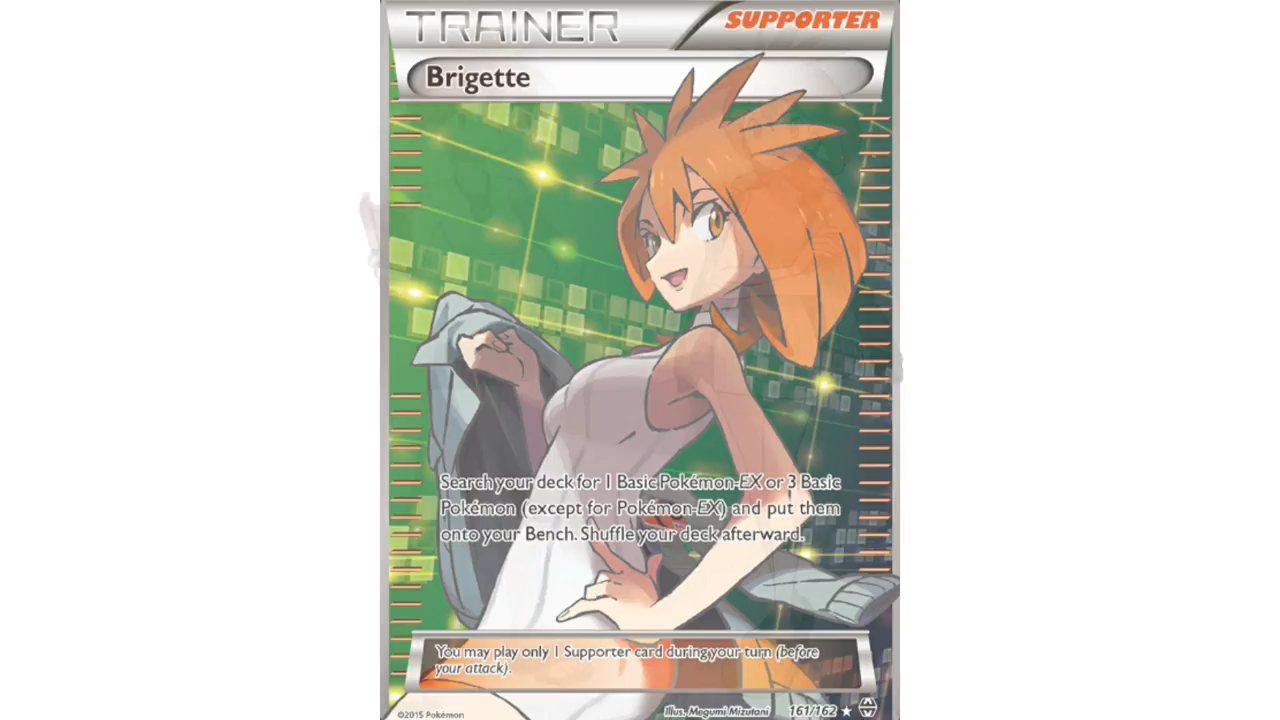 TRAINER
SUPPORTER
Brigette
Search your deck for 1 Basic Pokémon-EX or 3 Basic
Pokémon (except for Pokémon-EX) and put them
onto your Bench. Shuffle your deck afterward.
You may play only 1 Supporter card during your turn (before
your attack).
©2015 Pokémon
Illus. Megumi Mizutani
161/162